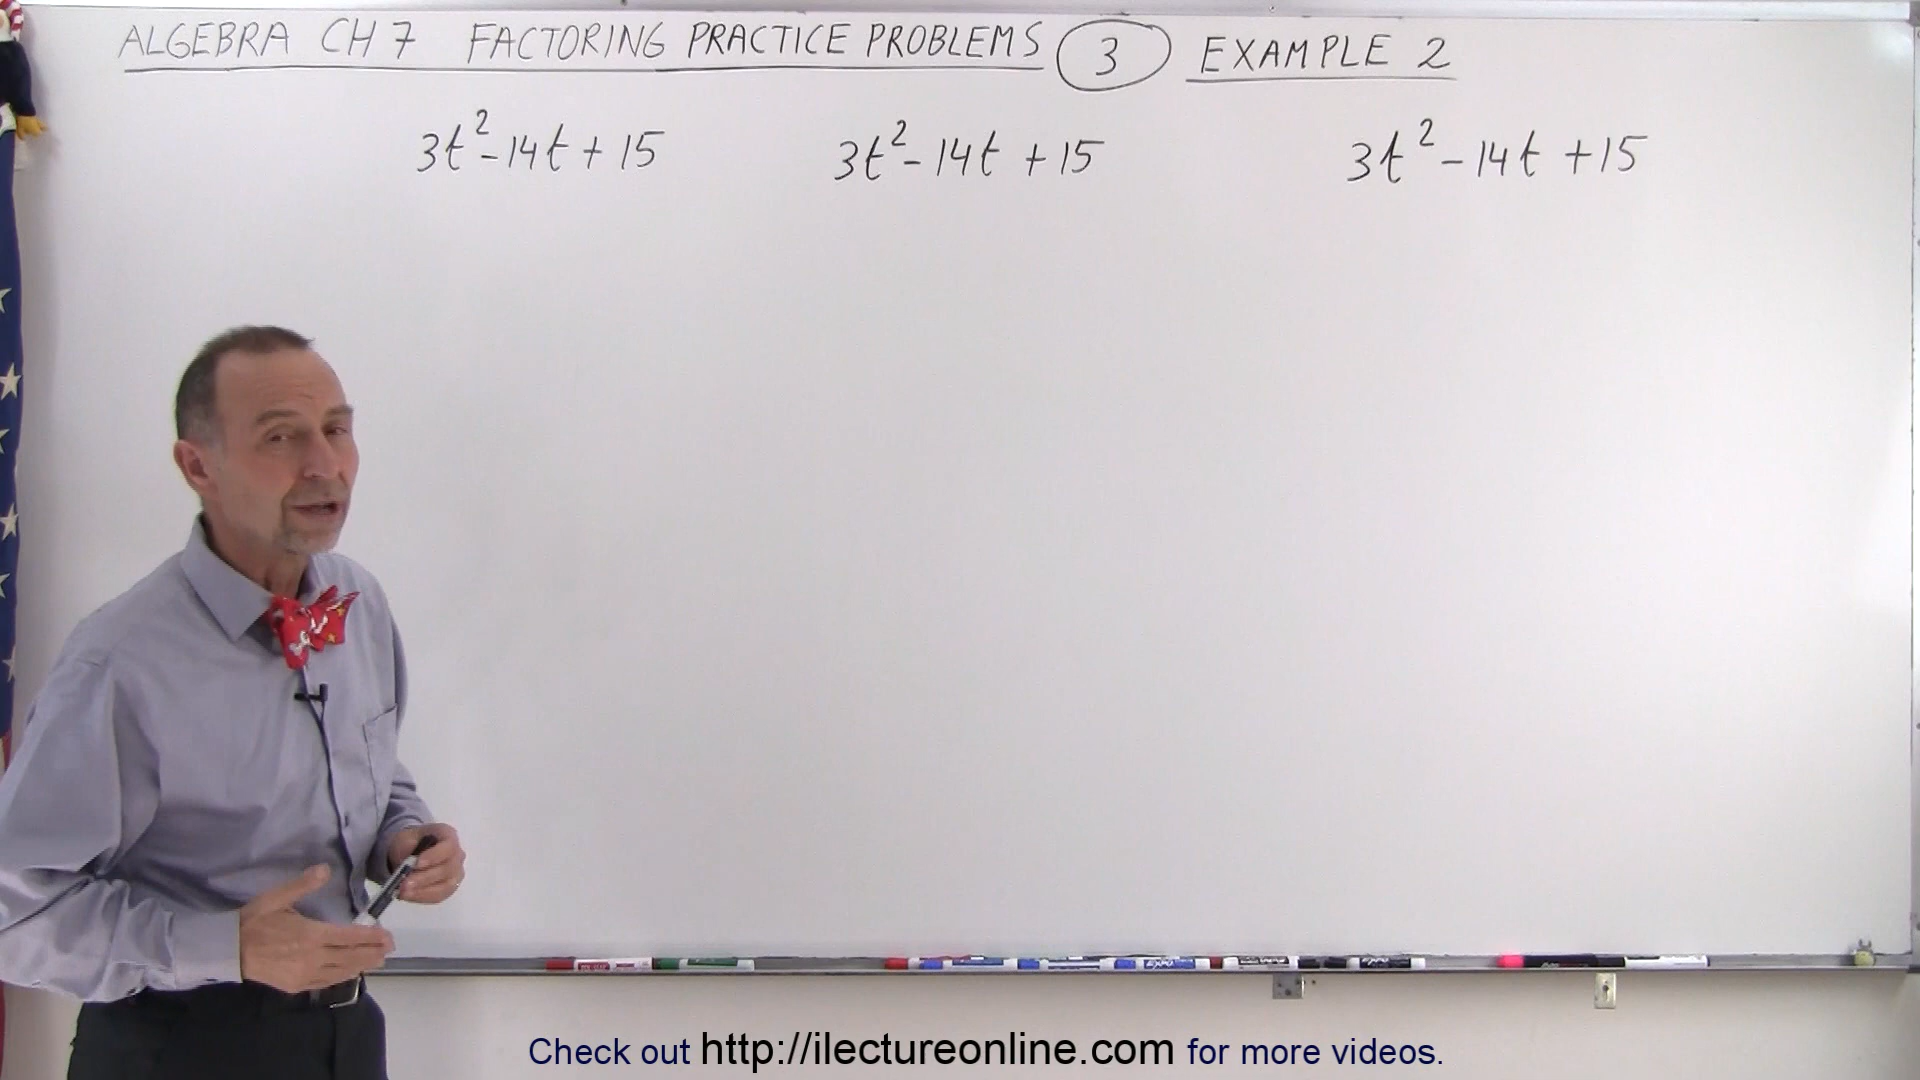 ALGEBRA CH 7 FACTORING PRACTICE PROBLEMS 3 EXAMPLE 2
3t²-14t+15 3t²-14t+15 3t²-14t+15
Check out http://ilectureonline.com for more videos.